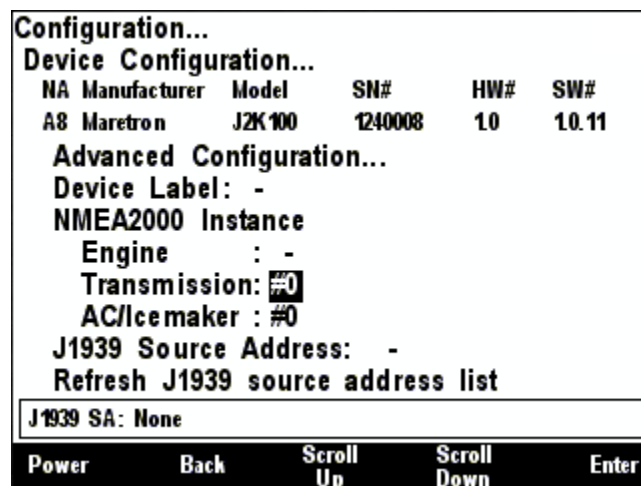 Configuration...
Device Configuration...
NA Manufacturer Model SN# HW# SW#
A8 Maretron J2K100 1240008 1.0 1.0.11
Advanced Configuration...
Device Label: -
NMEA2000 Instance
Engine : -
Transmission: #0
AC/Icemaker : #0
J1939 Source Address: -
Refresh J1939 source address list
J1939 SA: None
Power Back Scroll Up Scroll Down Enter